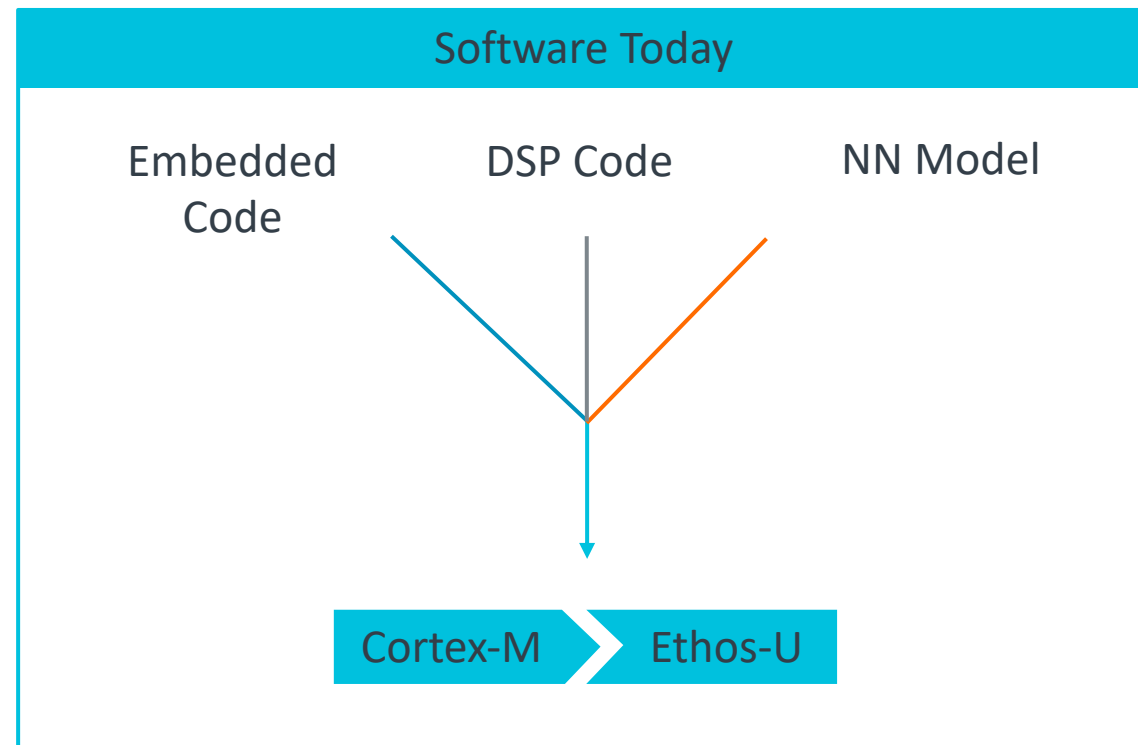 Software Today
Embedded
Code
DSP Code
NN Model
Cortex-M
Ethos-U